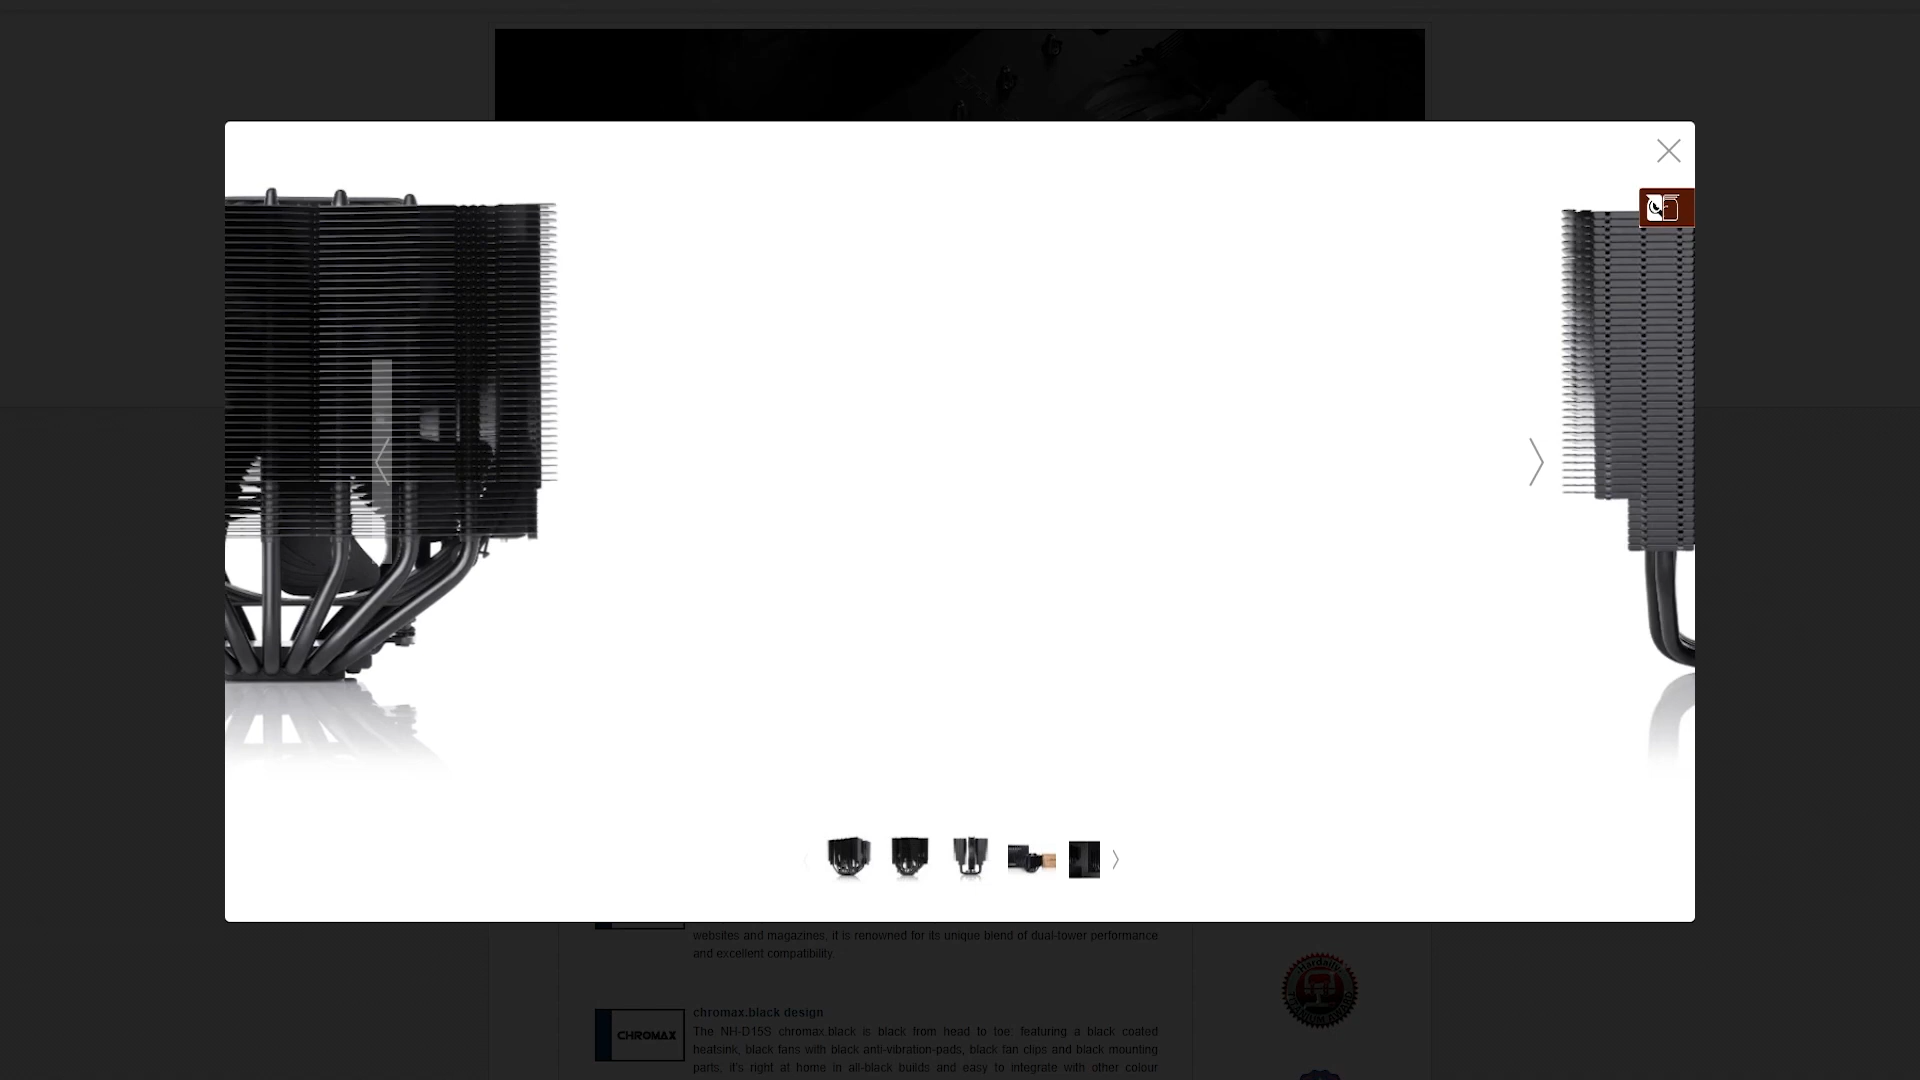 websites and magazines, it is renowned for its unique blend of dual-tower performance
and excellent compatibility.
chromax.black design
CHROMAX
The NH-D15S chromax.black is black from head to toe: featuring a black coated
heatsink, black fans with black anti-vibration-pads, black fan clips and black mounting
parts, it's right at home in all-black builds and easy to integrate with other colour
Hardaily